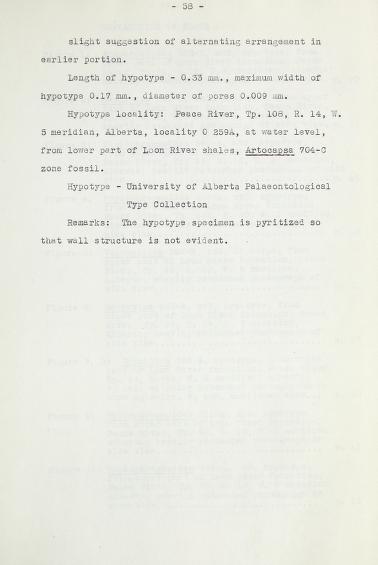 - 58 -
slight suggestion of alternating arrangement in
earlier portion.
Length of hypotype - 0.33 mm., maximum width of
hypotype 0.17 mm., diameter of pores 0.009 mm.
Hypotype locality: Peace River, Tp. 108, R. 14, W.
5 meridian, Alberta, locality O 259A, at water level,
from lower part of Loon River shales, Artocapsa 704-C
zone fossil.
Hypotype - University of Alberta Palaeontological
Type Collection
Remarks: The hypotype specimen is pyritized so
that wall structure is not evident.